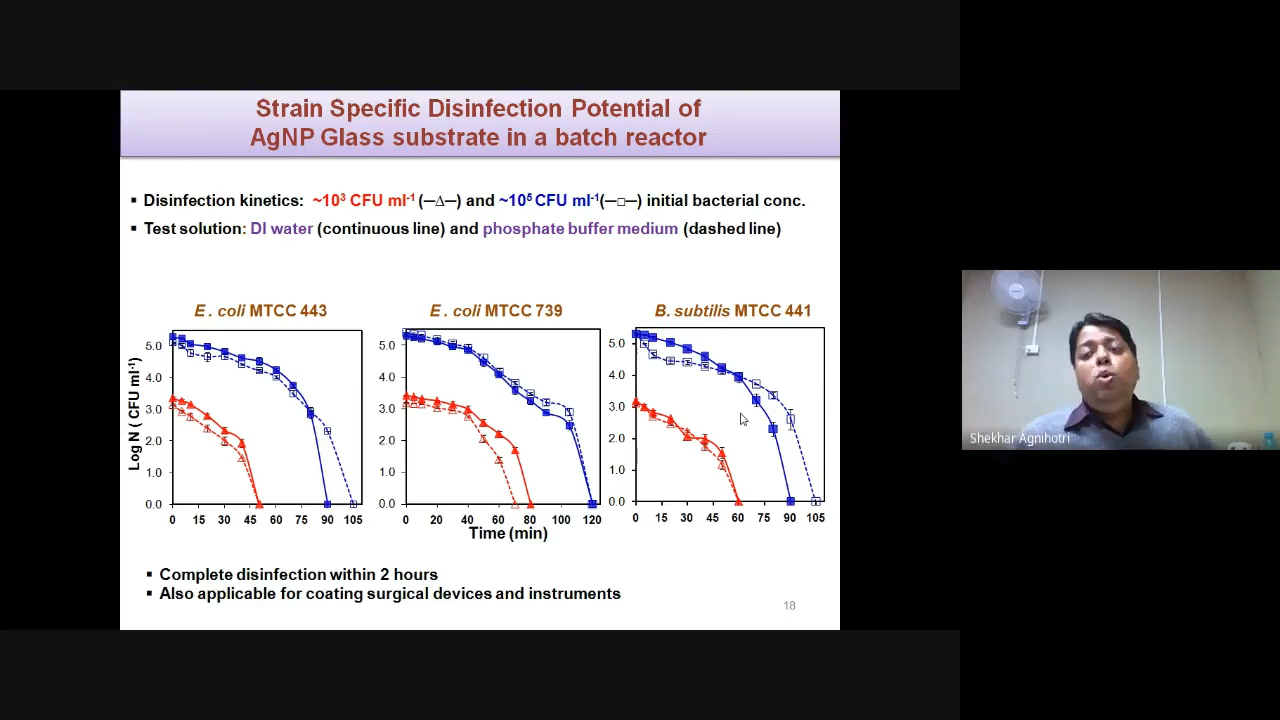 Strain Specific Disinfection Potential of
AgNP Glass substrate in a batch reactor
▪ Disinfection kinetics: ~10³ CFU ml⁻¹ (—∆—) and ~10⁵ CFU ml⁻¹(—□—) initial bacterial conc.
▪ Test solution: DI water (continuous line) and phosphate buffer medium (dashed line)
E. coli MTCC 443
E. coli MTCC 739
B. subtilis MTCC 441
Log N ( CFU ml⁻¹)
5.0
4.0
3.0
2.0
1.0
0.0
0 15 30 45 60 75 90 105
5.0
4.0
3.0
2.0
1.0
0.0
0 20 40 60 80 100 120
5.0
4.0
3.0
2.0
1.0
0.0
0 15 30 45 60 75 90 105
Time (min)
▪ Complete disinfection within 2 hours
▪ Also applicable for coating surgical devices and instruments
18
Shekhar Agnihotri